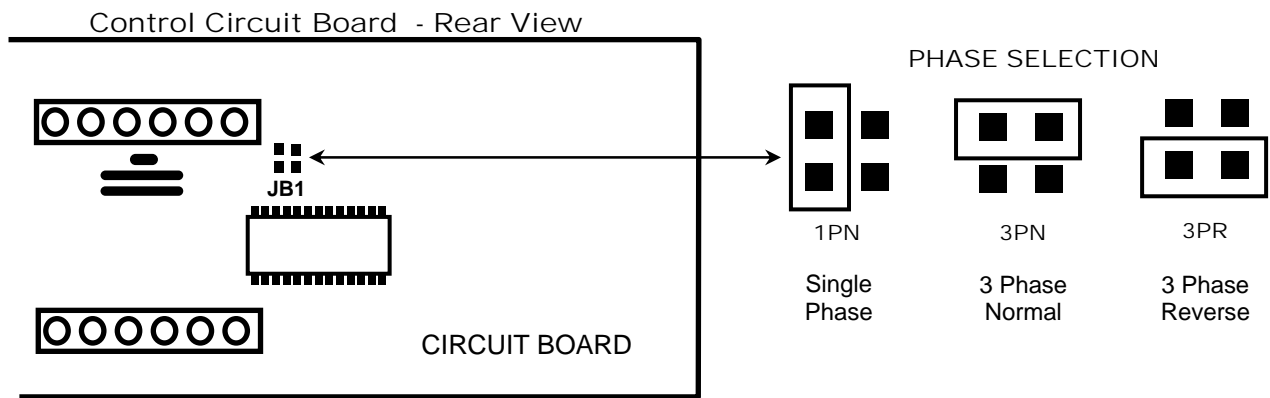 Control Circuit Board - Rear View
PHASE SELECTION
JB1
CIRCUIT BOARD
1PN
3PN
3PR
Single
Phase
3 Phase
Normal
3 Phase
Reverse